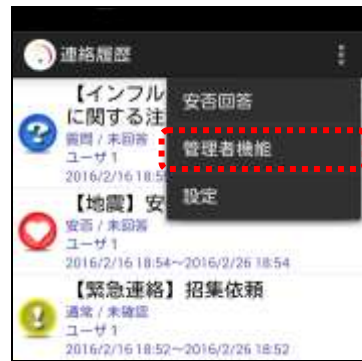 連絡履歴
【インフル
に関する注
質問 / 未回答
ユーザ1
2016/2/16 18:5
安否回答
管理者機能
設定
【地震】安
安否 / 未回答
ユーザ1
2016/2/16 18:54～2016/2/26 18:54
【緊急連絡】招集依頼
通常 / 未確認
ユーザ1
2016/2/16 18:52～2016/2/26 18:52